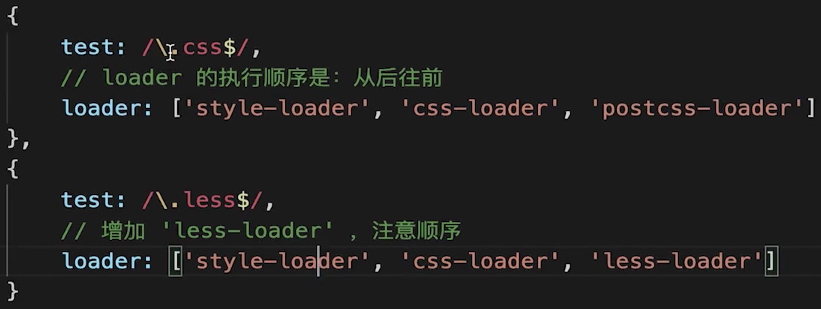 {
test: /\.css$/,
// loader 的执行顺序是：从后往前
loader: ['style-loader', 'css-loader', 'postcss-loader']
},
{
test: /\.less$/,
// 增加 'less-loader' ，注意顺序
loader: ['style-loader', 'css-loader', 'less-loader']
}